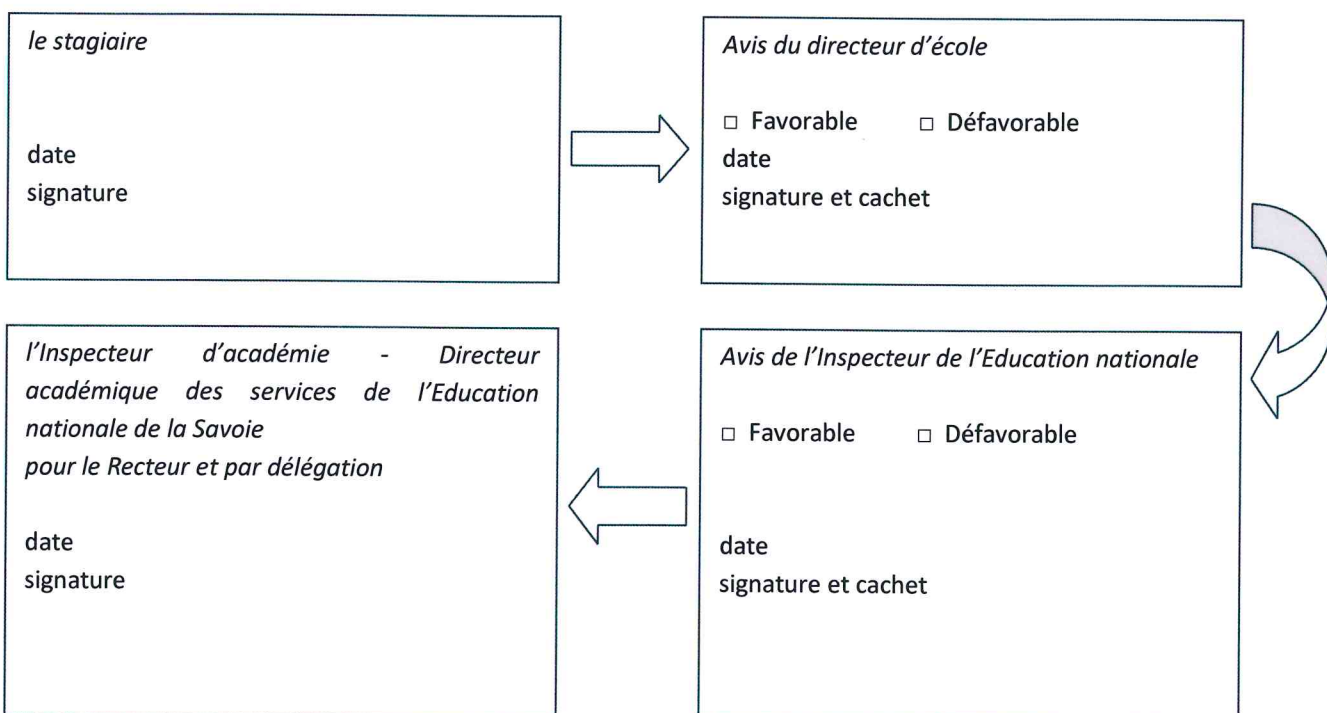 le stagiaire
date
signature
Avis du directeur d'école
□ Favorable □ Défavorable
date
signature et cachet
Avis de l'Inspecteur de l'Education nationale
□ Favorable □ Défavorable
date
signature et cachet
l'Inspecteur d'académie - Directeur
académique des services de l'Education
nationale de la Savoie
pour le Recteur et par délégation
date
signature